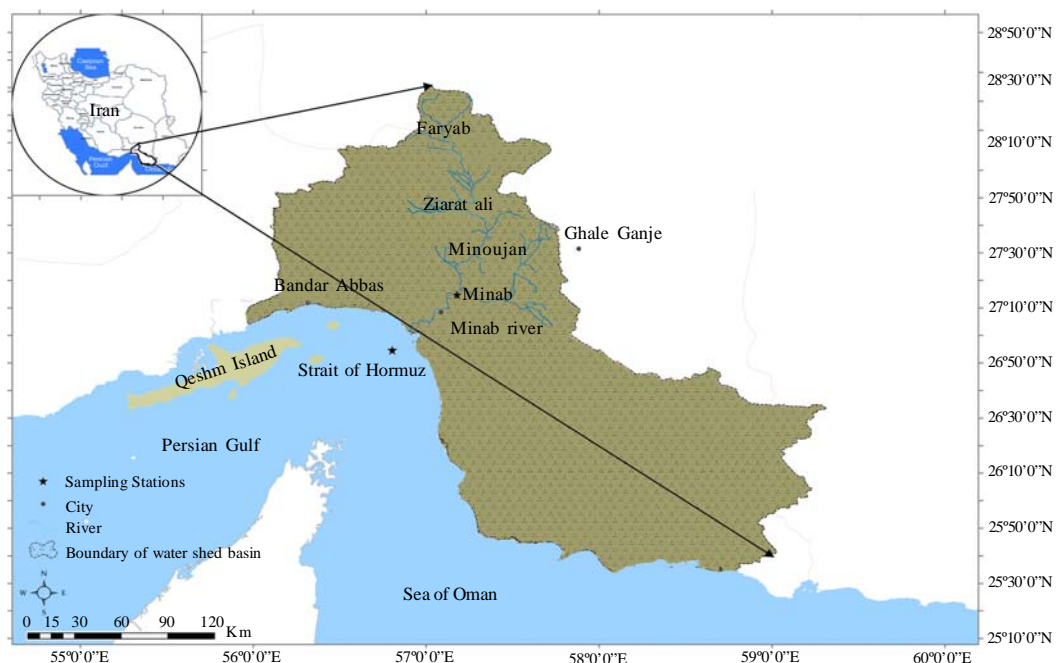 Caspian
Sea
Iran
Persian
Gulf
Faryab
Ziarat ali
Minoujan
Ghale Ganje
Bandar Abbas
Minab
Minab river
Qeshm Island
Strait of Hormuz
Persian Gulf
Sea of Oman
Sampling Stations
City
River
Boundary of water shed basin
N
W E
S
0 15 30 60 90 120
Km
28°50’0”N
28°30’0”N
28°10’0”N
27°50’0”N
27°30’0”N
27°10’0”N
26°50’0”N
26°30’0”N
26°10’0”N
25°50’0”N
25°30’0”N
25°10’0”N
55°0’0”E 56°0’0”E 57°0’0”E 58°0’0”E 59°0’0”E 60°0’0”E